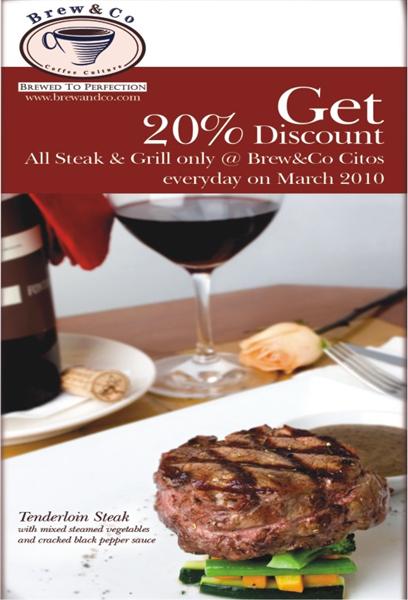 Brew&Co
Coffee Culture
BREWED TO PERFECTION
www.brewandco.com
Get
20% Discount
All Steak & Grill only @ Brew&Co Citos
everyday on March 2010
Tenderloin Steak
with mixed steamed vegetables
and cracked black pepper sauce